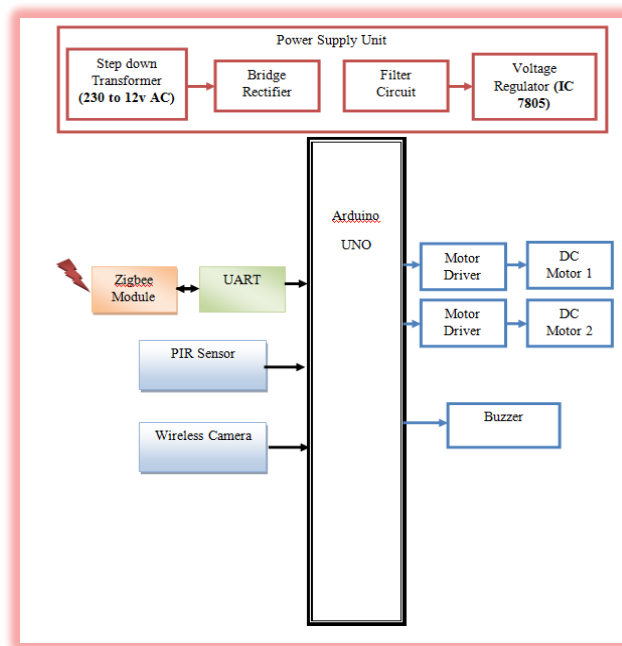 Power Supply Unit
Step down
Transformer
(230 to 12v AC)
Bridge
Rectifier
Filter
Circuit
Voltage
Regulator (IC
7805)
Arduino
UNO
Zigbee
Module
UART
Motor
Driver
DC
Motor 1
Motor
Driver
DC
Motor 2
PIR Sensor
Wireless Camera
Buzzer